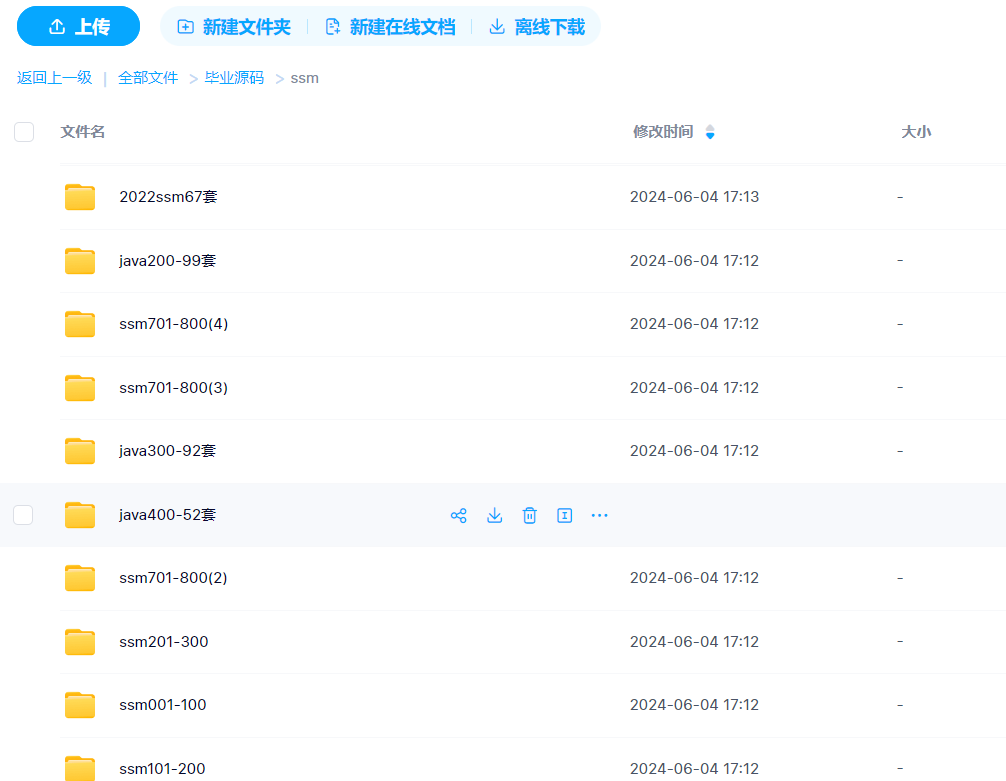 上传 新建文件夹 新建在线文档 离线下载
返回上一级 | 全部文件 > 毕业源码 > ssm
文件名 修改时间 大小
2022ssm67套 2024-06-04 17:13 -
java200-99套 2024-06-04 17:12 -
ssm701-800(4) 2024-06-04 17:12 -
ssm701-800(3) 2024-06-04 17:12 -
java300-92套 2024-06-04 17:12 -
java400-52套
ssm701-800(2) 2024-06-04 17:12 -
ssm201-300 2024-06-04 17:12 -
ssm001-100 2024-06-04 17:12 -
ssm101-200 2024-06-04 17:12 -